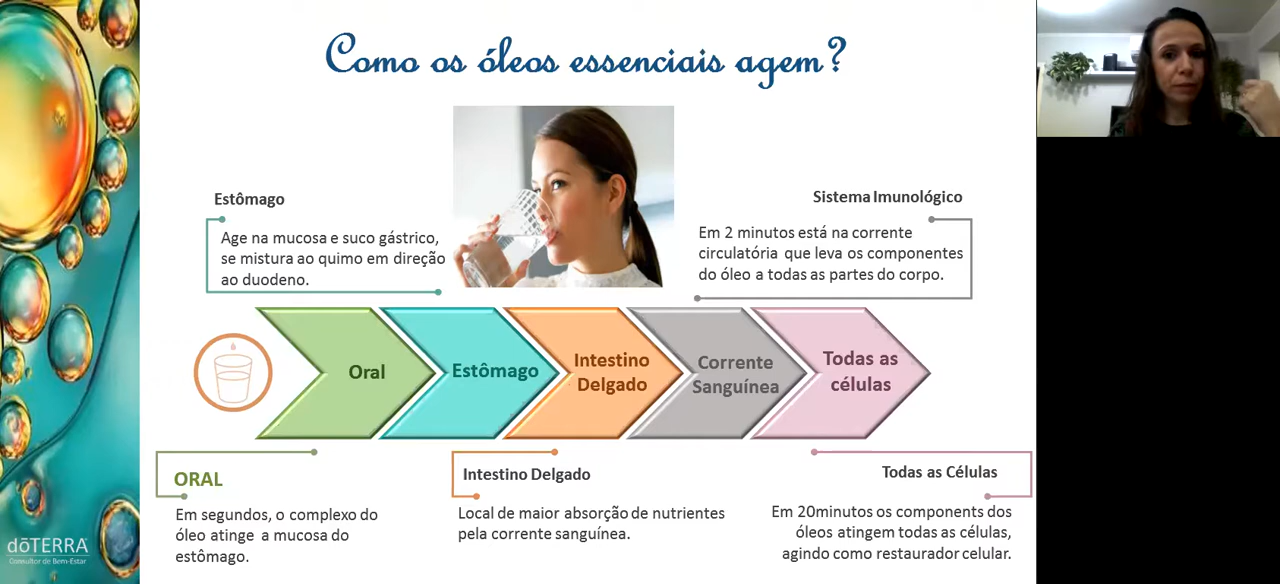 Como os óleos essenciais agem?
Estômago
Age na mucosa e suco gástrico,
se mistura ao quimo em direção
ao duodeno.
Sistema Imunológico
Em 2 minutos está na corrente
circulatória que leva os componentes
do óleo a todas as partes do corpo.
Oral
Estômago
Intestino
Delgado
Corrente
Sanguínea
Todas as
células
ORAL
Em segundos, o complexo do
óleo atinge a mucosa do
estômago.
Intestino Delgado
Local de maior absorção de nutrientes
pela corrente sanguínea.
Todas as Células
Em 20minutos os components dos
óleos atingem todas as células,
agindo como restaurador celular.
dōTERRA
Consultor de Bem-Estar